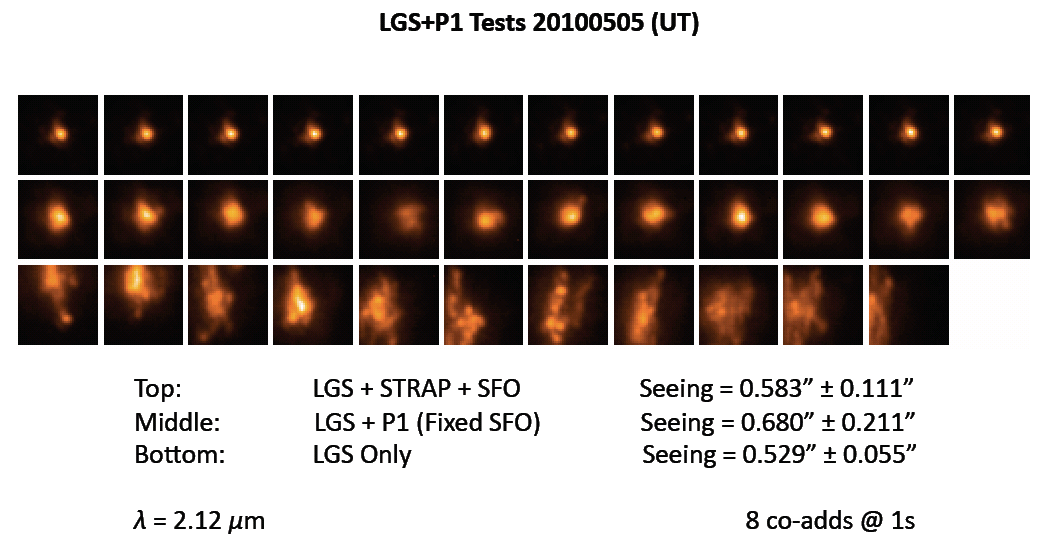 LGS+P1 Tests 20100505 (UT)
Top: LGS + STRAP + SFO Seeing = 0.583” ± 0.111”
Middle: LGS + P1 (Fixed SFO) Seeing = 0.680” ± 0.211”
Bottom: LGS Only Seeing = 0.529” ± 0.055”
λ = 2.12 μm 8 co-adds @ 1s